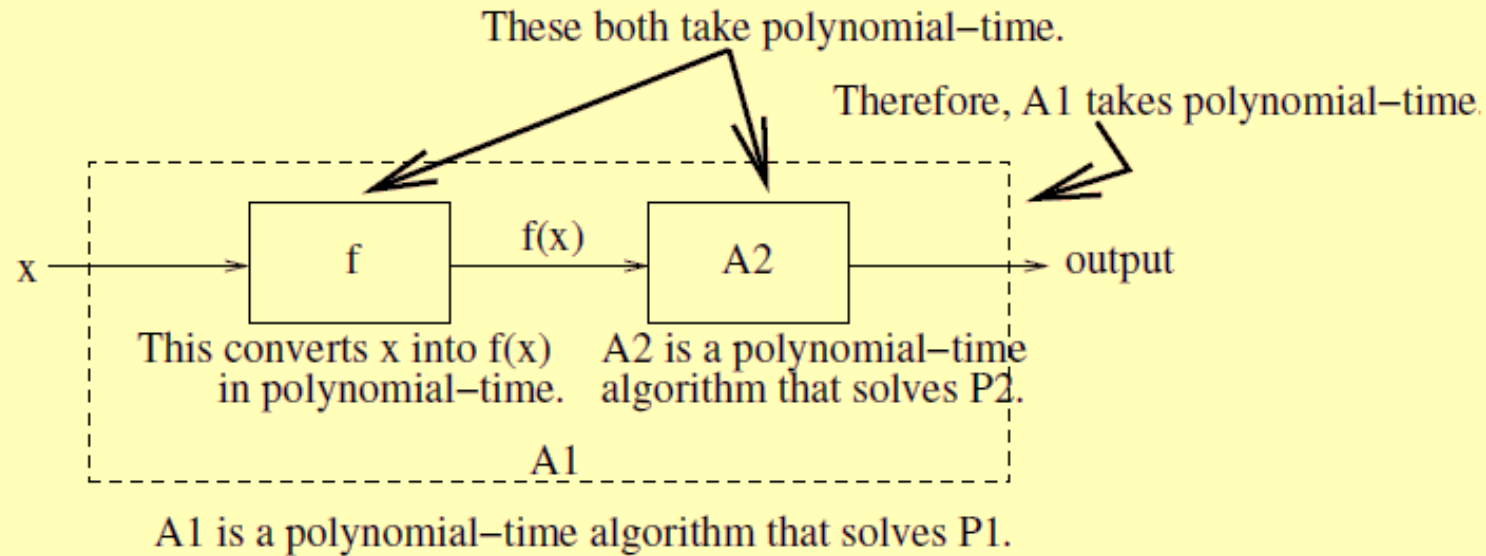 These both take polynomial–time.
Therefore, A1 takes polynomial–time.
x
f
f(x)
A2
output
This converts x into f(x)
in polynomial–time.
A2 is a polynomial–time
algorithm that solves P2.
A1
A1 is a polynomial–time algorithm that solves P1.